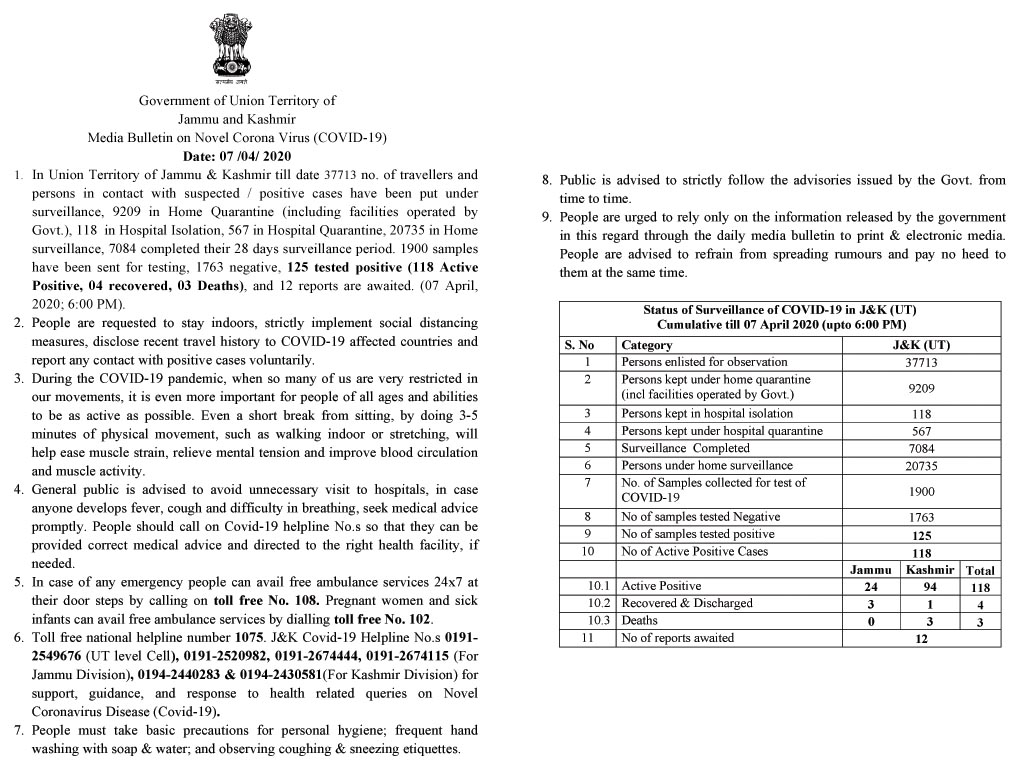 सत्यमेव जयते
Government of Union Territory of
Jammu and Kashmir
Media Bulletin on Novel Corona Virus (COVID-19)
Date: 07 /04/ 2020
1. In Union Territory of Jammu & Kashmir till date 37713 no. of travellers and
persons in contact with suspected / positive cases have been put under
surveillance, 9209 in Home Quarantine (including facilities operated by
Govt.), 118 in Hospital Isolation, 567 in Hospital Quarantine, 20735 in Home
surveillance, 7084 completed their 28 days surveillance period. 1900 samples
have been sent for testing, 1763 negative, 125 tested positive (118 Active
Positive, 04 recovered, 03 Deaths), and 12 reports are awaited. (07 April,
2020; 6:00 PM).
2. People are requested to stay indoors, strictly implement social distancing
measures, disclose recent travel history to COVID-19 affected countries and
report any contact with positive cases voluntarily.
3. During the COVID-19 pandemic, when so many of us are very restricted in
our movements, it is even more important for people of all ages and abilities
to be as active as possible. Even a short break from sitting, by doing 3-5
minutes of physical movement, such as walking indoor or stretching, will
help ease muscle strain, relieve mental tension and improve blood circulation
and muscle activity.
4. General public is advised to avoid unnecessary visit to hospitals, in case
anyone develops fever, cough and difficulty in breathing, seek medical advice
promptly. People should call on Covid-19 helpline No.s so that they can be
provided correct medical advice and directed to the right health facility, if
needed.
5. In case of any emergency people can avail free ambulance services 24x7 at
their door steps by calling on toll free No. 108. Pregnant women and sick
infants can avail free ambulance services by dialling toll free No. 102.
6. Toll free national helpline number 1075. J&K Covid-19 Helpline No.s 0191-
2549676 (UT level Cell), 0191-2520982, 0191-2674444, 0191-2674115 (For
Jammu Division), 0194-2440283 & 0194-2430581(For Kashmir Division) for
support, guidance, and response to health related queries on Novel
Coronavirus Disease (Covid-19).
7. People must take basic precautions for personal hygiene; frequent hand
washing with soap & water; and observing coughing & sneezing etiquettes.
8. Public is advised to strictly follow the advisories issued by the Govt. from
time to time.
9. People are urged to rely only on the information released by the government
in this regard through the daily media bulletin to print & electronic media.
People are advised to refrain from spreading rumours and pay no heed to
them at the same time.
Status of Surveillance of COVID-19 in J&K (UT)
Cumulative till 07 April 2020 (upto 6:00 PM)
S. No Category J&K (UT)
1 Persons enlisted for observation 37713
2 Persons kept under home quarantine
(incl facilities operated by Govt.) 9209
3 Persons kept in hospital isolation 118
4 Persons kept under hospital quarantine 567
5 Surveillance Completed 7084
6 Persons under home surveillance 20735
7 No. of Samples collected for test of
COVID-19 1900
8 No of samples tested Negative 1763
9 No of samples tested positive 125
10 No of Active Positive Cases 118
Jammu Kashmir Total
10.1 Active Positive 24 94 118
10.2 Recovered & Discharged 3 1 4
10.3 Deaths 0 3 3
11 No of reports awaited 12